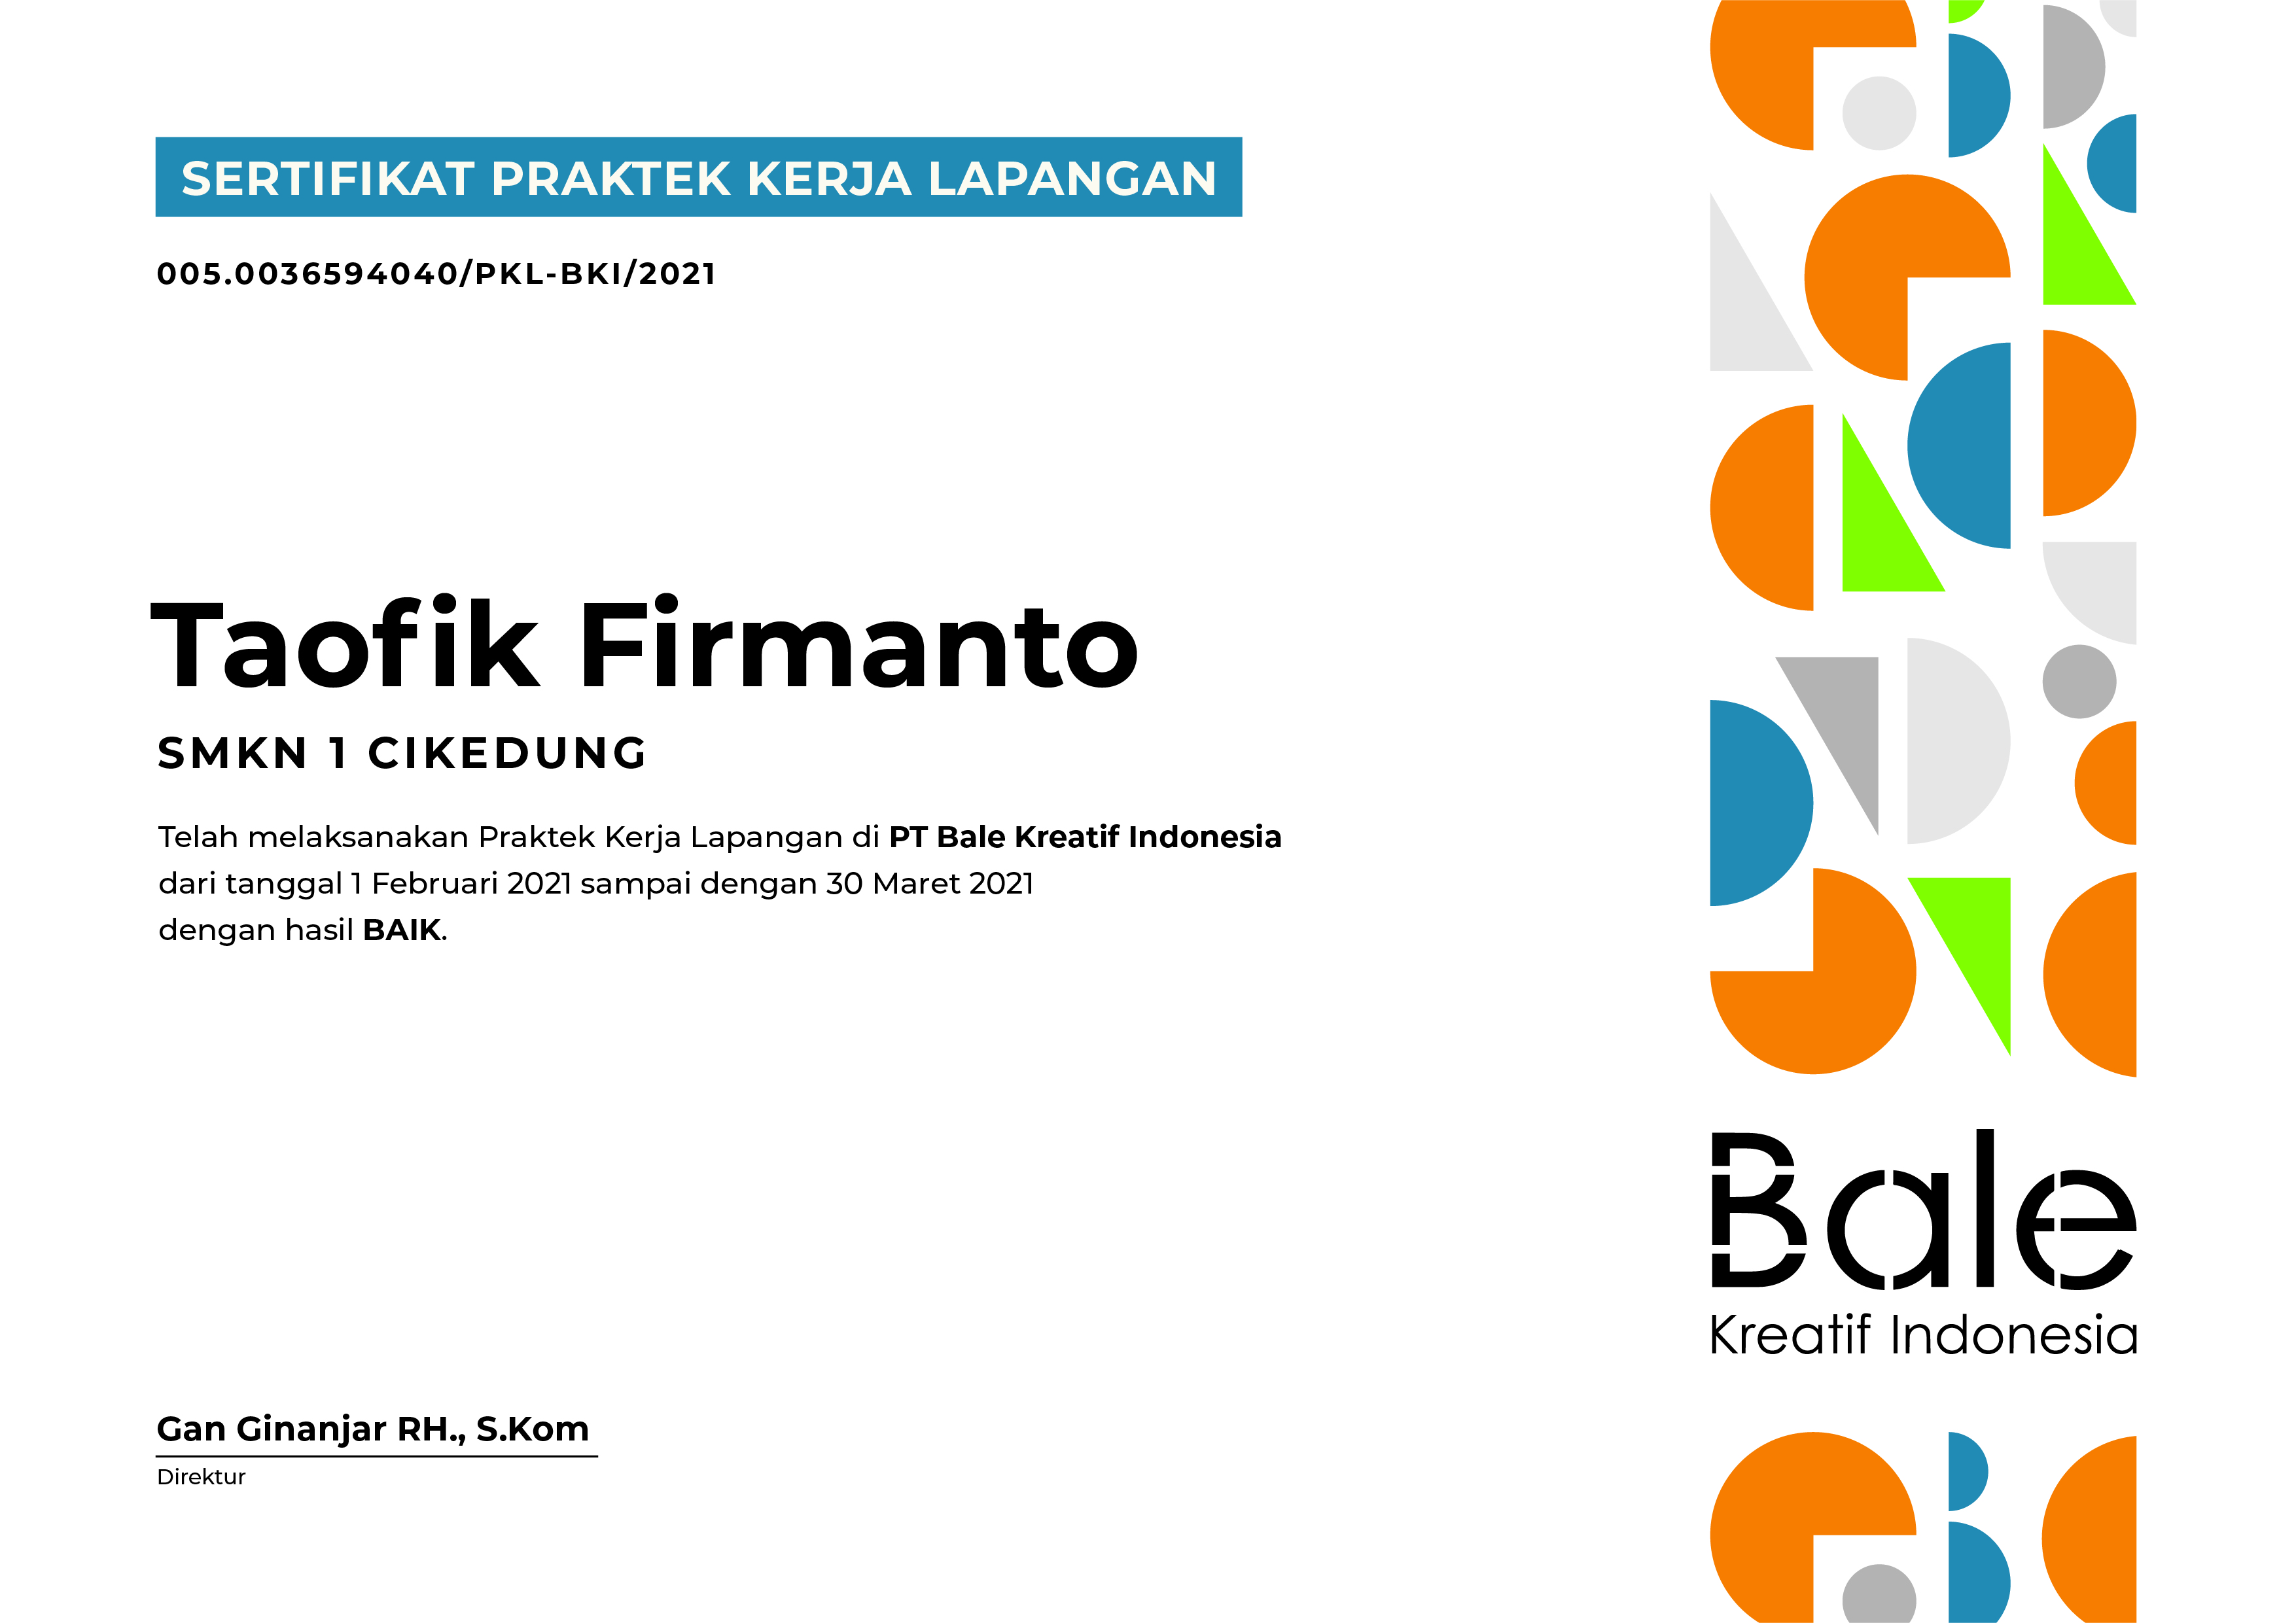 SERTIFIKAT PRAKTEK KERJA LAPANGAN
005.0036594040/PKL-BKI/2021
Taofik Firmanto
SMKN 1 CIKEDUNG
Telah melaksanakan Praktek Kerja Lapangan di PT Bale Kreatif Indonesia
dari tanggal 1 Februari 2021 sampai dengan 30 Maret 2021
dengan hasil BAIK.
Gan Ginanjar RH., S.Kom
Direktur
Bale
Kreatif Indonesia